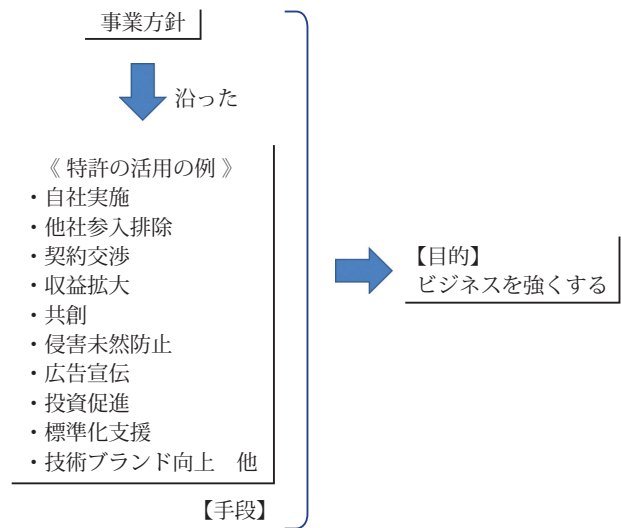 事業方針
沿った
《 特許の活用の例 》
・自社実施
・他社参入排除
・契約交渉
・収益拡大
・共創
・侵害未然防止
・広告宣伝
・投資促進
・標準化支援
・技術ブランド向上　他
【手段】
【目的】
ビジネスを強くする